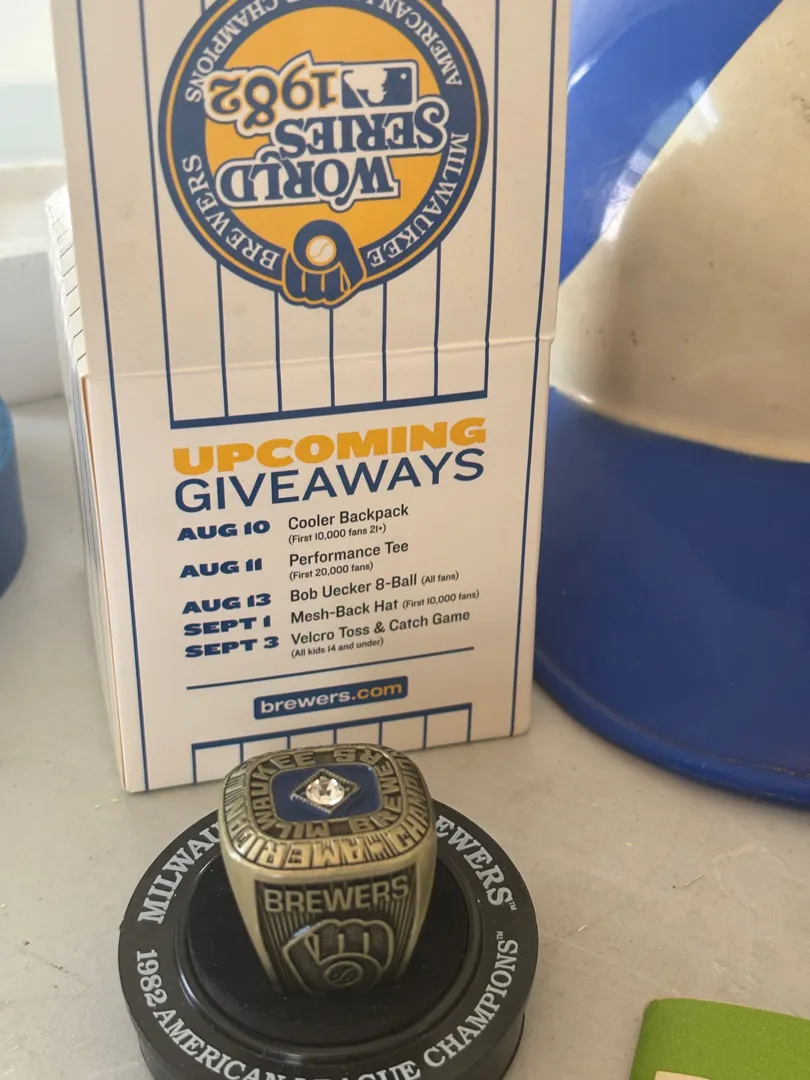 AMERICAN
CHAMPIONS
1982
SERIES
WORLD
MILWAUKEE
BREWERS
UPCOMING
GIVEAWAYS
AUG 10 Cooler Backpack
(First 10,000 fans 21+)
AUG 11 Performance Tee
(First 20,000 fans)
AUG 13 Bob Uecker 8-Ball (All fans)
SEPT 1 Mesh-Back Hat (First 10,000 fans)
SEPT 3 Velcro Toss & Catch Game
(All kids 14 and under)
brewers.com
MILWAUKEE BREWERS
AMERICAN
BREWERS
1982 AMERICAN LEAGUE CHAMPIONS™